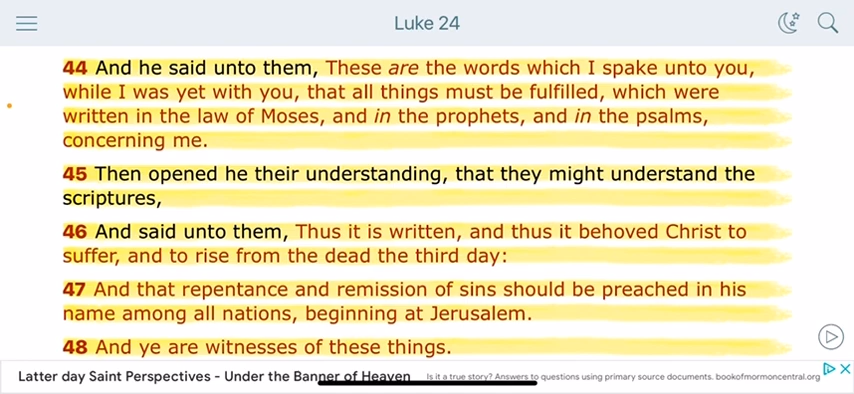 Luke 24
44 And he said unto them, These are the words which I spake unto you,
while I was yet with you, that all things must be fulfilled, which were
written in the law of Moses, and in the prophets, and in the psalms,
concerning me.
45 Then opened he their understanding, that they might understand the
scriptures,
46 And said unto them, Thus it is written, and thus it behoved Christ to
suffer, and to rise from the dead the third day:
47 And that repentance and remission of sins should be preached in his
name among all nations, beginning at Jerusalem.
48 And ye are witnesses of these things.
Latter day Saint Perspectives - Under the Banner of Heaven Is it a true story? Answers to questions using primary source documents. bookofmormoncentral.org